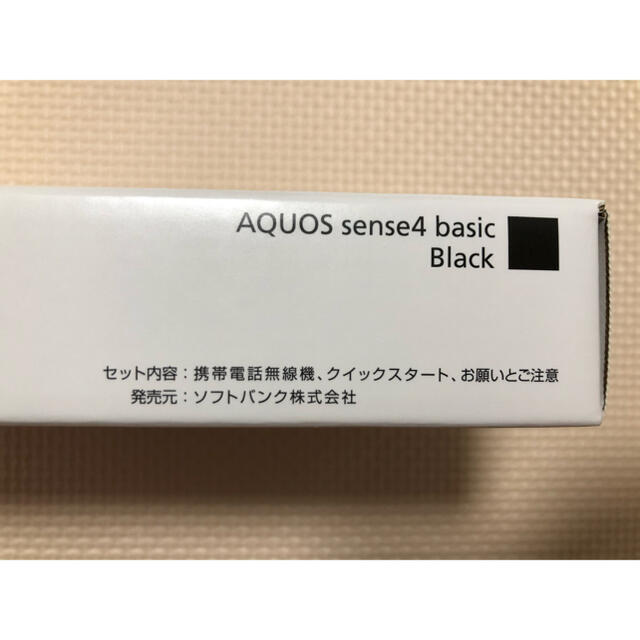 AQUOS sense4 basic
Black
セット内容：携帯電話無線機、クイックスタート、お願いとご注意
発売元：ソフトバンク株式会社